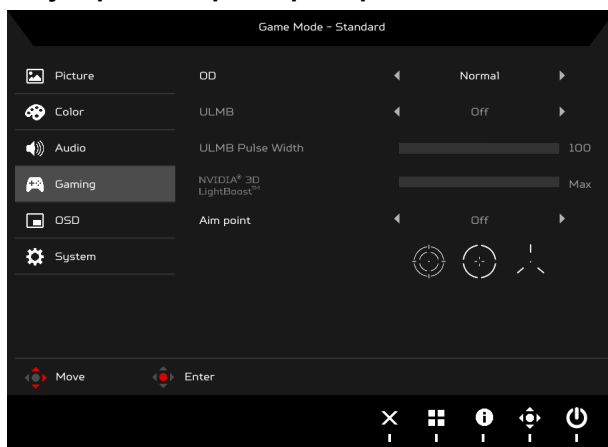 Game Mode - Standard
Picture
OD
Normal
Color
ULMB
Off
Audio
ULMB Pulse Width
100
Gaming
NVIDIA® 3D
LightBoost™
Max
OSD
Aim point
Off
System
Move
Enter